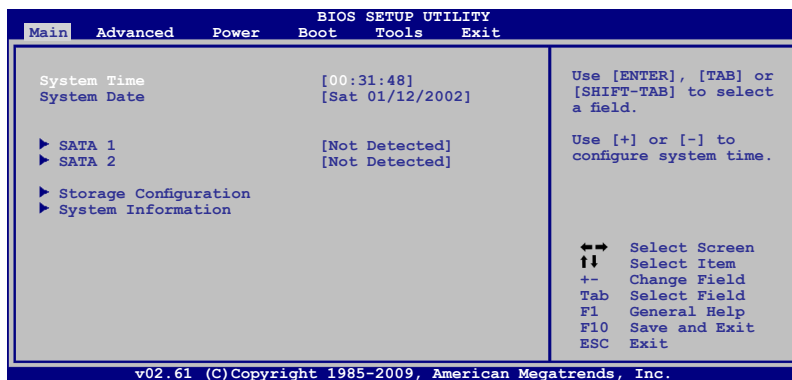 BIOS SETUP UTILITY
Main Advanced Power Boot Tools Exit
System Time [00:31:48]
System Date [Sat 01/12/2002]
SATA 1 [Not Detected]
SATA 2 [Not Detected]
Storage Configuration
System Information
Use [ENTER], [TAB] or
[SHIFT-TAB] to select
a field.
Use [+] or [-] to
configure system time.
←→ Select Screen
↑↓ Select Item
+- Change Field
Tab Select Field
F1 General Help
F10 Save and Exit
ESC Exit
v02.61 (C)Copyright 1985-2009, American Megatrends, Inc.